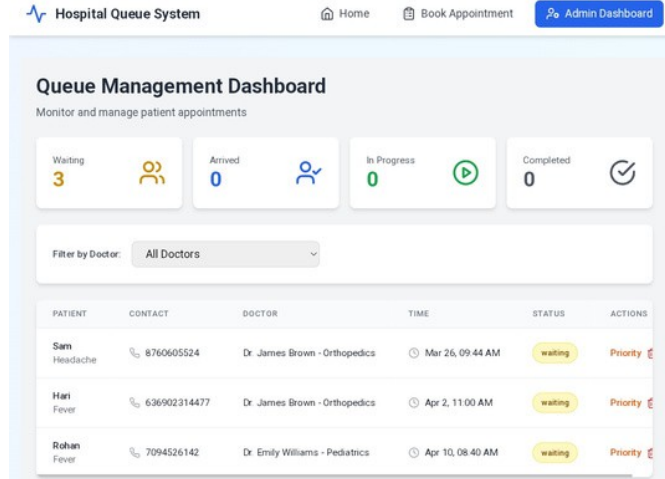 Hospital Queue System Home Book Appointment Admin Dashboard
Queue Management Dashboard
Monitor and manage patient appointments
Waiting Arrived In Progress Completed
3 0 0 0
Filter by Doctor: All Doctors
PATIENT CONTACT DOCTOR TIME STATUS ACTIONS
Sam
Headache 8760605524 Dr. James Brown - Orthopedics Mar 26, 09:44 AM waiting Priority
Hari
Fever 636902314477 Dr. James Brown - Orthopedics Apr 2, 11:00 AM waiting Priority
Rohan
Fever 7094526142 Dr. Emily Williams - Pediatrics Apr 10, 08:40 AM waiting Priority